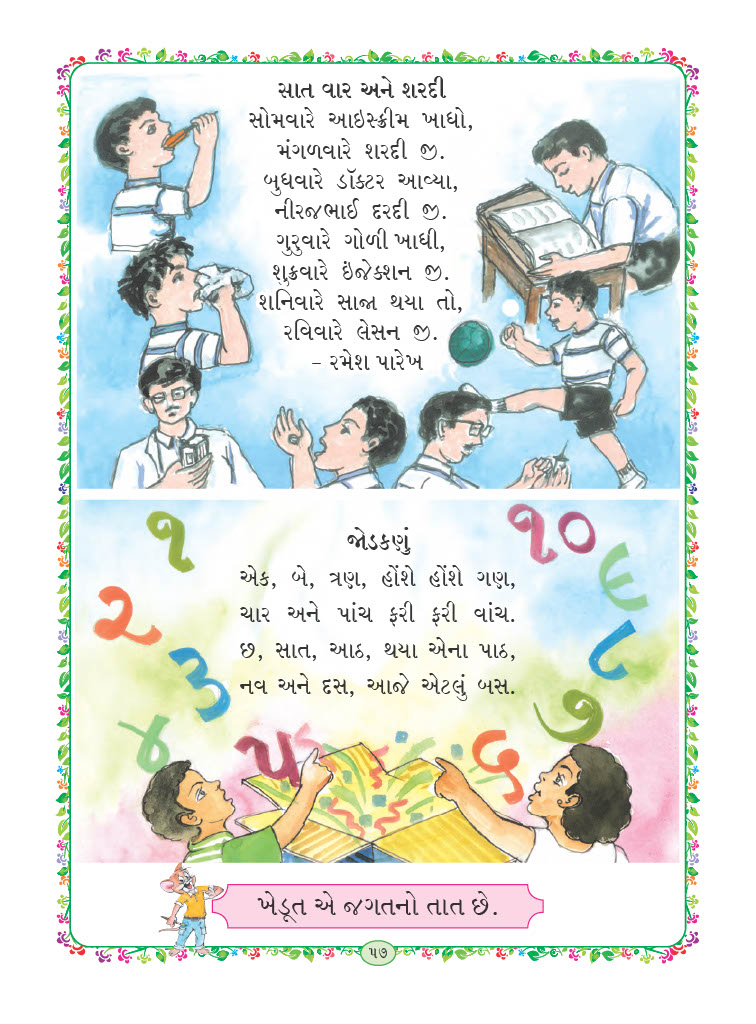 સાત વાર અને શરદી
સોમવારે આઇસ્ક્રીમ ખાધો,
મંગળવારે શરદી જી.
બુધવારે ડૉક્ટર આવ્યા,
નીરજભાઈ દરદી જી.
ગુરુવારે ગોળી ખાધી,
શુક્રવારે ઇંજેક્શન જી.
શનિવારે સાજા થયા તો,
રવિવારે લેસન જી.
– રમેશ પારેખ
જોડકણું
૧
૧૦
એક, બે, ત્રણ, હોંશે હોંશે ગણ,
૯
ચાર અને પાંચ ફરી ફરી વાંચ.
૨
છ, સાત, આઠ, થયા એના પાઠ,
૮
૩
નવ અને દસ, આજે એટલું બસ.
૭
૪
૫
૬
ખેડૂત એ જગતનો તાત છે.
૫૭